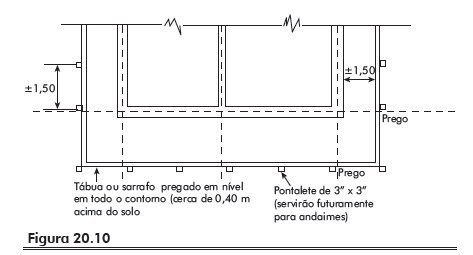 ±1,50
±1,50
Prego
Prego
Tábua ou sarrafo pregado em nível
em todo o contorno (cerca de 0,40 m
acima do solo
Pontalete de 3” x 3”
(servirão futuramente
para andaimes)
Figura 20.10